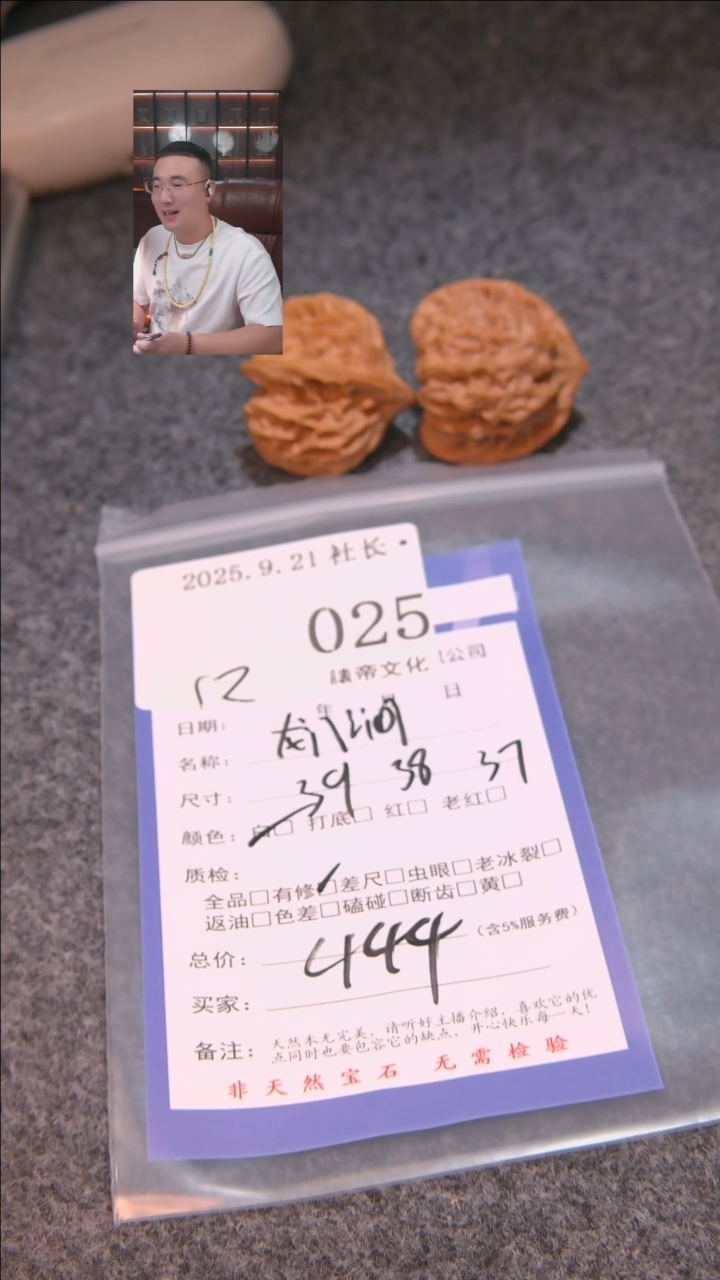 2025.9.21 社长 ·
025
公司
帝文化
12
日期： 年 月 日
名称：
尺寸： 39 38 37
颜色： 白□ 打底□ 红□ 老红□
质检：
全品□有修□差尺□虫眼□老冰裂□
返油□色差□磕碰□断齿□黄□
总价： 444 （含5%服务费）
买家：
备注： 天然本无完美，请听好主播介绍，喜欢它的优
点同时也要包容它的缺点，开心快乐每一天！
非天然宝石 无需检验